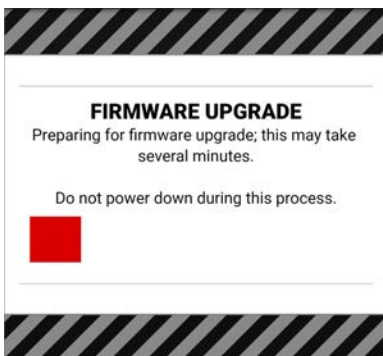 FIRMWARE UPGRADE
Preparing for firmware upgrade; this may take
several minutes.
Do not power down during this process.